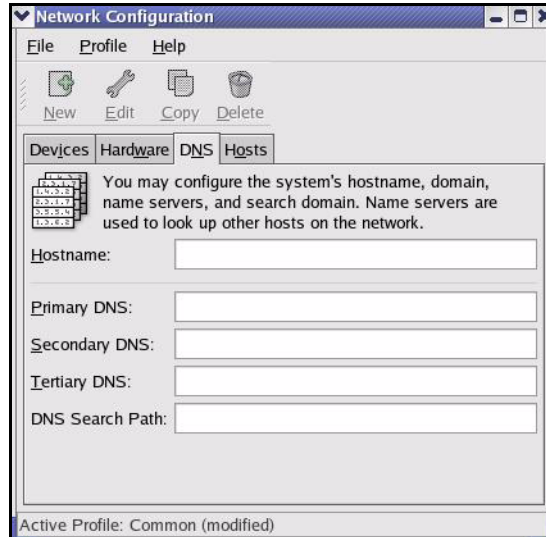 Network Configuration
File Profile Help
New Edit Copy Delete
Devices Hardware DNS Hosts
You may configure the system's hostname, domain,
name servers, and search domain. Name servers are
used to look up other hosts on the network.
Hostname:
Primary DNS:
Secondary DNS:
Tertiary DNS:
DNS Search Path:
Active Profile: Common (modified)